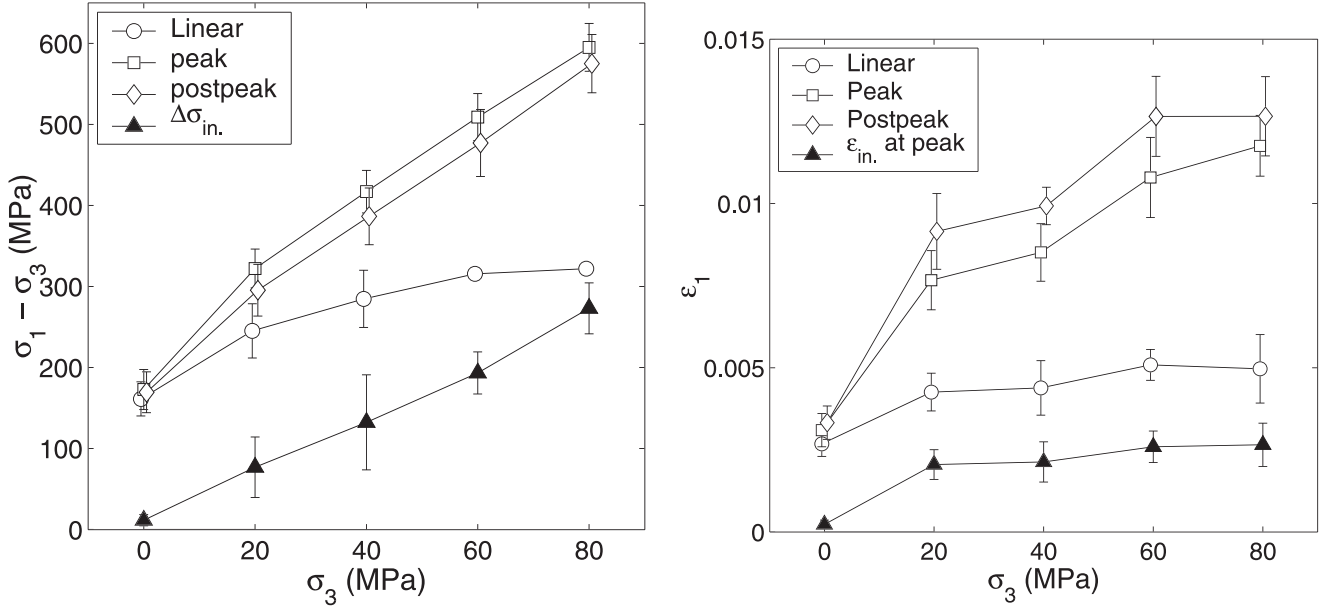 Linear
peak
postpeak
Δσin.
600
500
400
300
200
100
0
σ1 − σ3 (MPa)
0 20 40 60 80
σ3 (MPa)
Linear
Peak
Postpeak
εin. at peak
0.015
0.01
0.005
0
ε1
0 20 40 60 80
σ3 (MPa)